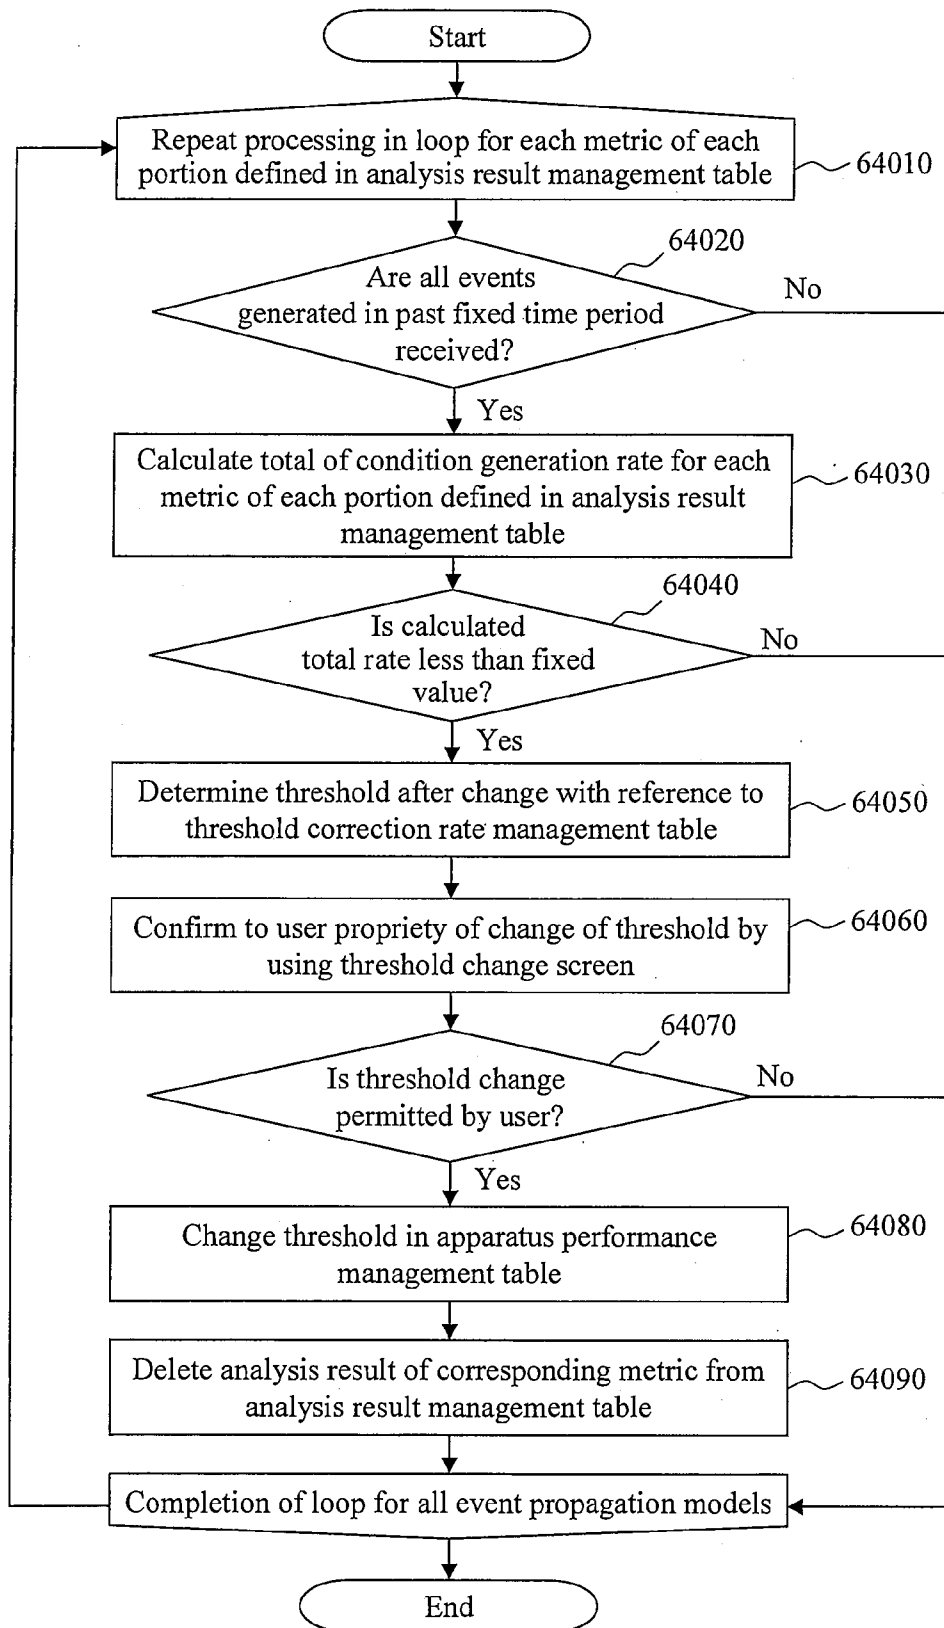 Start
Repeat processing in loop for each metric of each
portion defined in analysis result management table
64010
64020
Are all events
generated in past fixed time period
received?
No
Yes
Calculate total of condition generation rate for each
metric of each portion defined in analysis result
management table
64030
64040
Is calculated
total rate less than fixed
value?
No
Yes
Determine threshold after change with reference to
threshold correction rate management table
64050
Confirm to user propriety of change of threshold by
using threshold change screen
64060
64070
Is threshold change
permitted by user?
No
Yes
Change threshold in apparatus performance
management table
64080
Delete analysis result of corresponding metric from
analysis result management table
64090
Completion of loop for all event propagation models
End